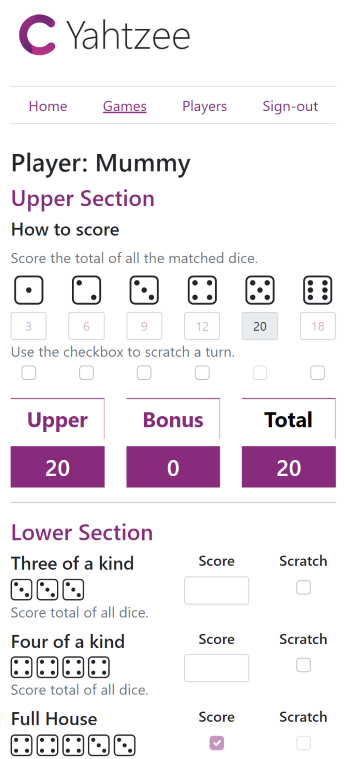 Yahtzee
Home Games Players Sign-out
Player: Mummy
Upper Section
How to score
Score the total of all the matched dice.
3 6 9 12 20 18
Use the checkbox to scratch a turn.
Upper Bonus Total
20 0 20
Lower Section
Three of a kind Score Scratch
Score total of all dice.
Four of a kind Score Scratch
Score total of all dice.
Full House Score Scratch